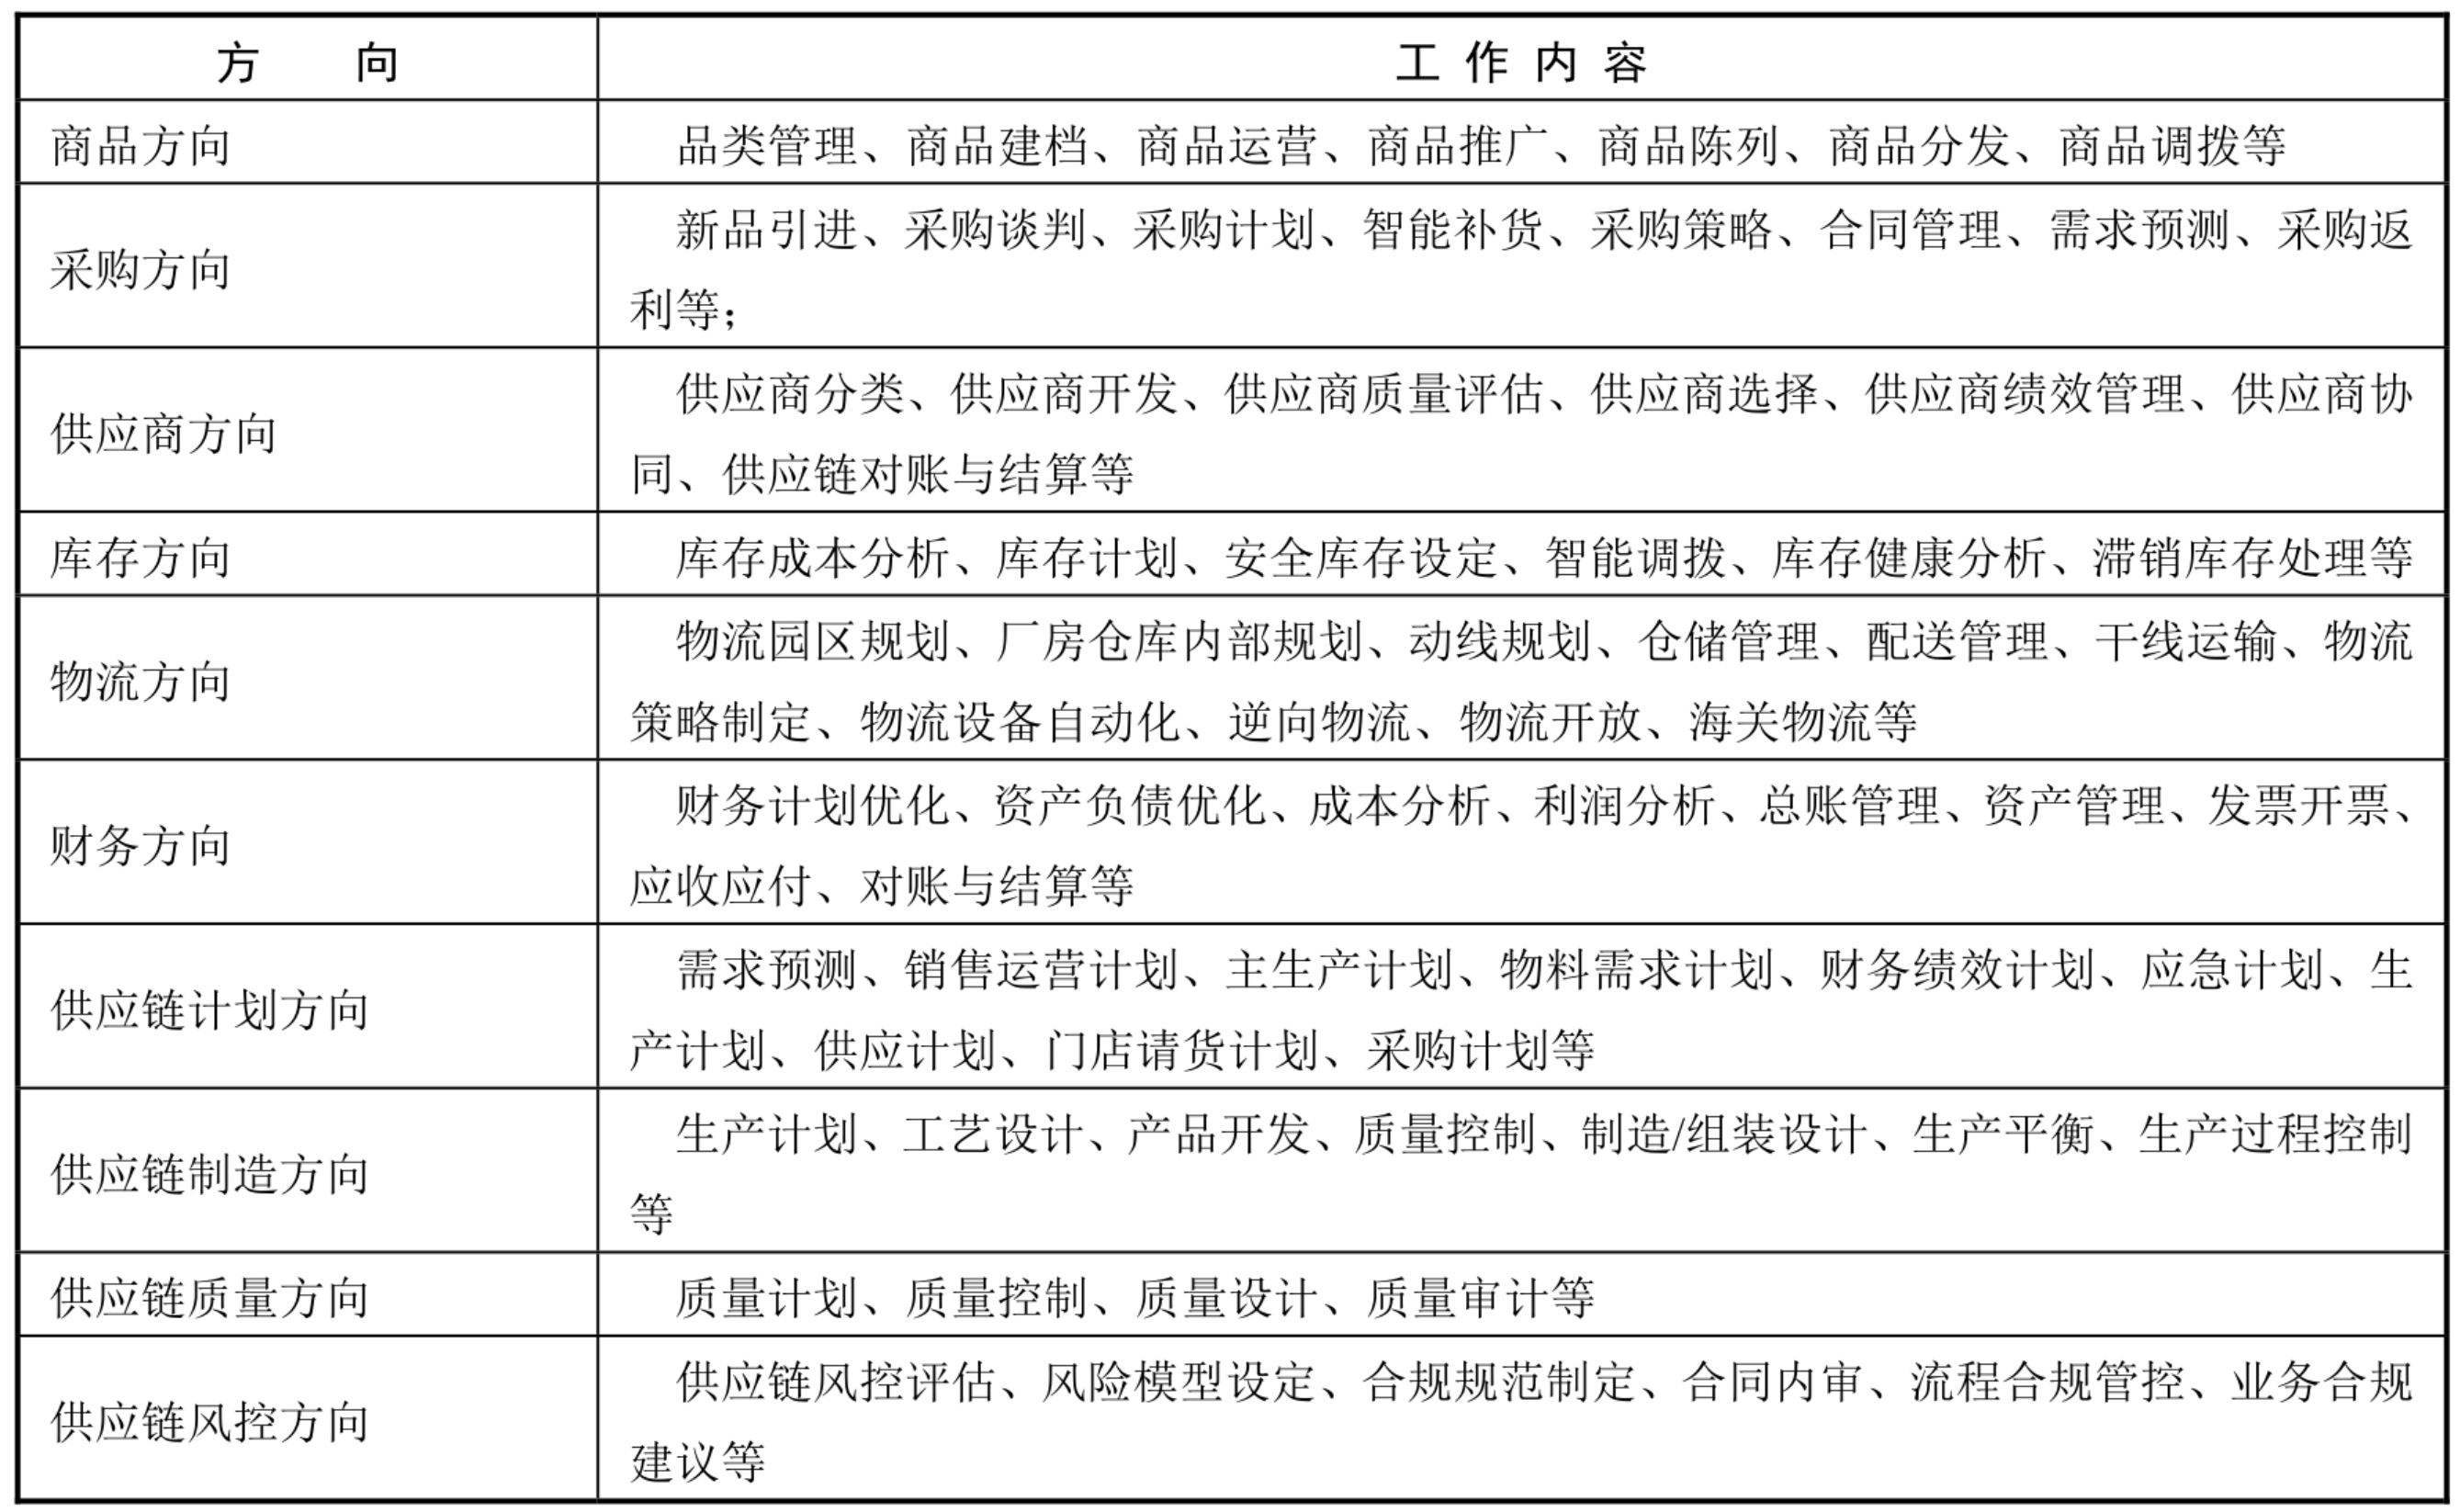 方 向
工 作 内 容
商品方向
品类管理、商品建档、商品运营、商品推广、商品陈列、商品分发、商品调拨等
采购方向
新品引进、采购谈判、采购计划、智能补货、采购策略、合同管理、需求预测、采购返
利等；
供应商方向
供应商分类、供应商开发、供应商质量评估、供应商选择、供应商绩效管理、供应商协
同、供应链对账与结算等
库存方向
库存成本分析、库存计划、安全库存设定、智能调拨、库存健康分析、滞销库存处理等
物流方向
物流园区规划、厂房仓库内部规划、动线规划、仓储管理、配送管理、干线运输、物流
策略制定、物流设备自动化、逆向物流、物流开放、海关物流等
财务方向
财务计划优化、资产负债优化、成本分析、利润分析、总账管理、资产管理、发票开票、
应收应付、对账与结算等
供应链计划方向
需求预测、销售运营计划、主生产计划、物料需求计划、财务绩效计划、应急计划、生
产计划、供应计划、门店请货计划、采购计划等
供应链制造方向
生产计划、工艺设计、产品开发、质量控制、制造/组装设计、生产平衡、生产过程控制
等
供应链质量方向
质量计划、质量控制、质量设计、质量审计等
供应链风控方向
供应链风控评估、风险模型设定、合规规范制定、合同内审、流程合规管控、业务合规
建议等